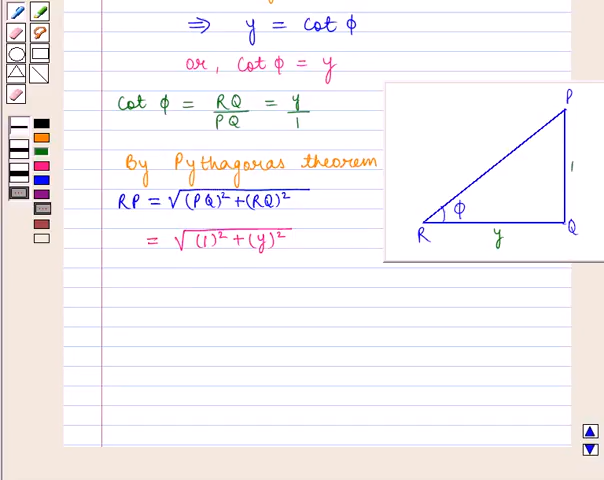 ⇒ y = cot φ
or, cot φ = y
cot φ = RQ/PQ = y/1
By Pythagoras theorem
RP = √((PQ)² + (RQ)²)
= √((1)² + (y)²)
P
1
φ
R
Q
y